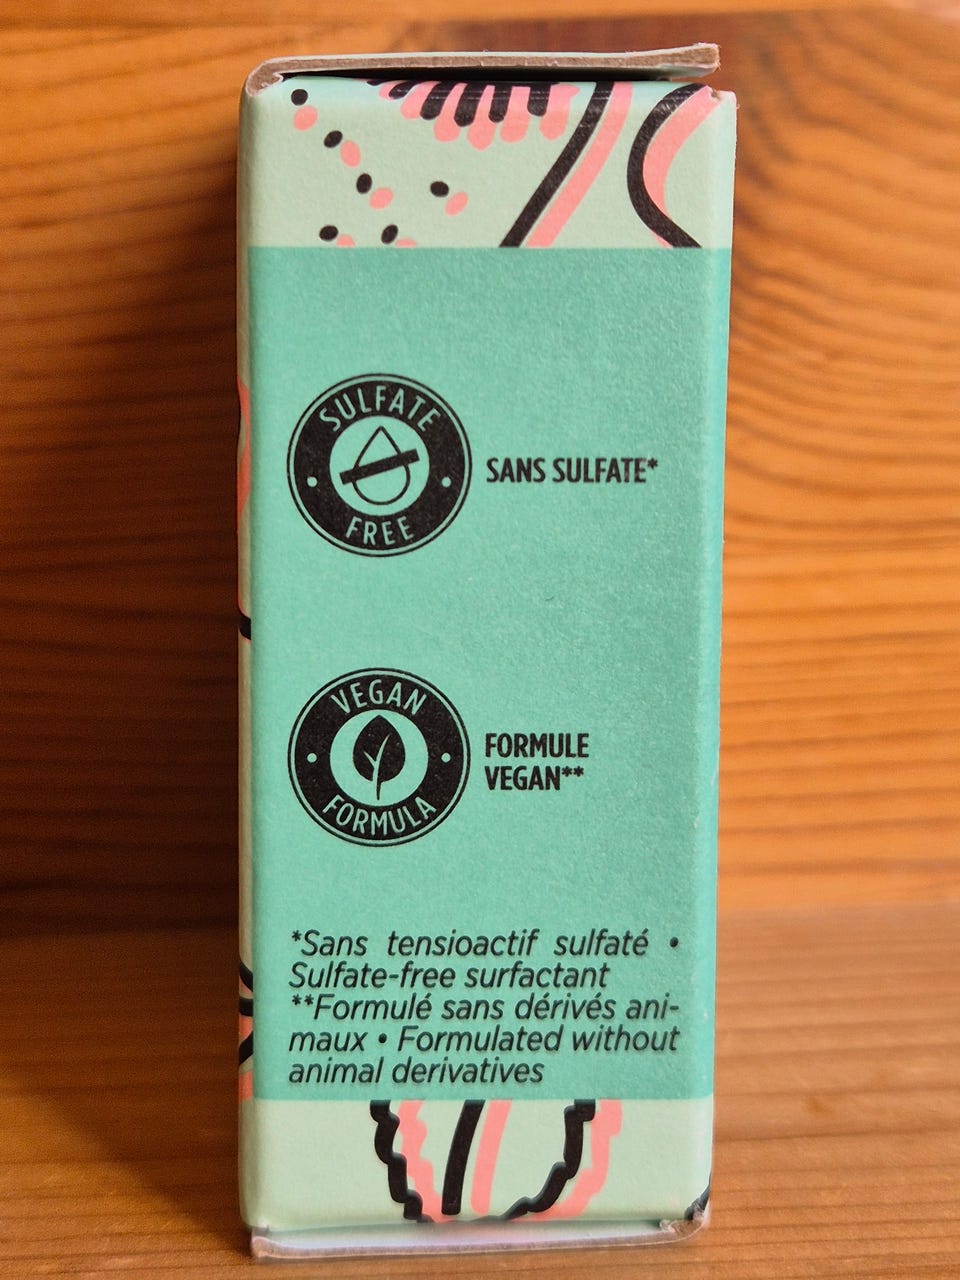 SULFATE
FREE
SANS SULFATE*
VEGAN
FORMULA
FORMULE
VEGAN**
*Sans tensioactif sulfaté •
Sulfate-free surfactant
**Formulé sans dérivés ani-
maux • Formulated without
animal derivatives